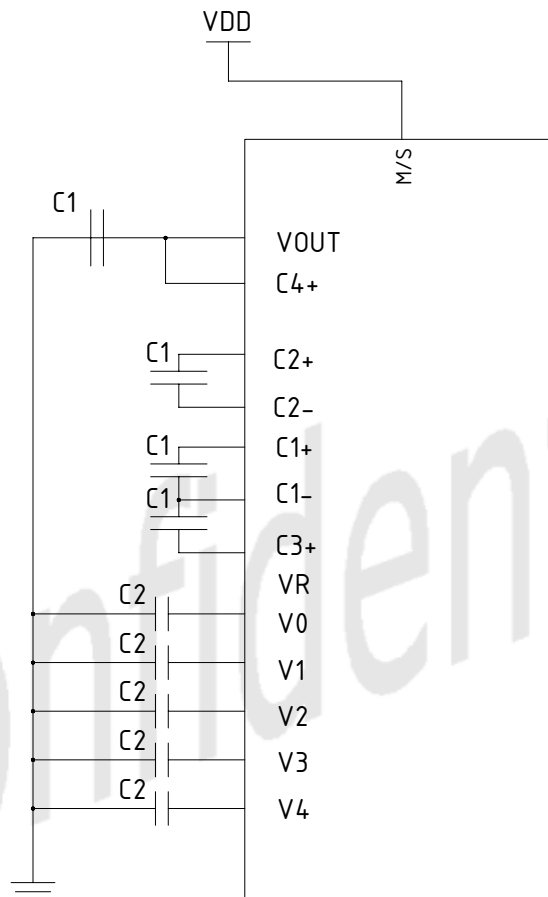 VDD
M/S
C1
VOUT
C4+
C1
C2+
C2-
C1
C1+
C1
C1-
C3+
VR
C2
V0
C2
V1
C2
V2
C2
V3
C2
V4
onfident